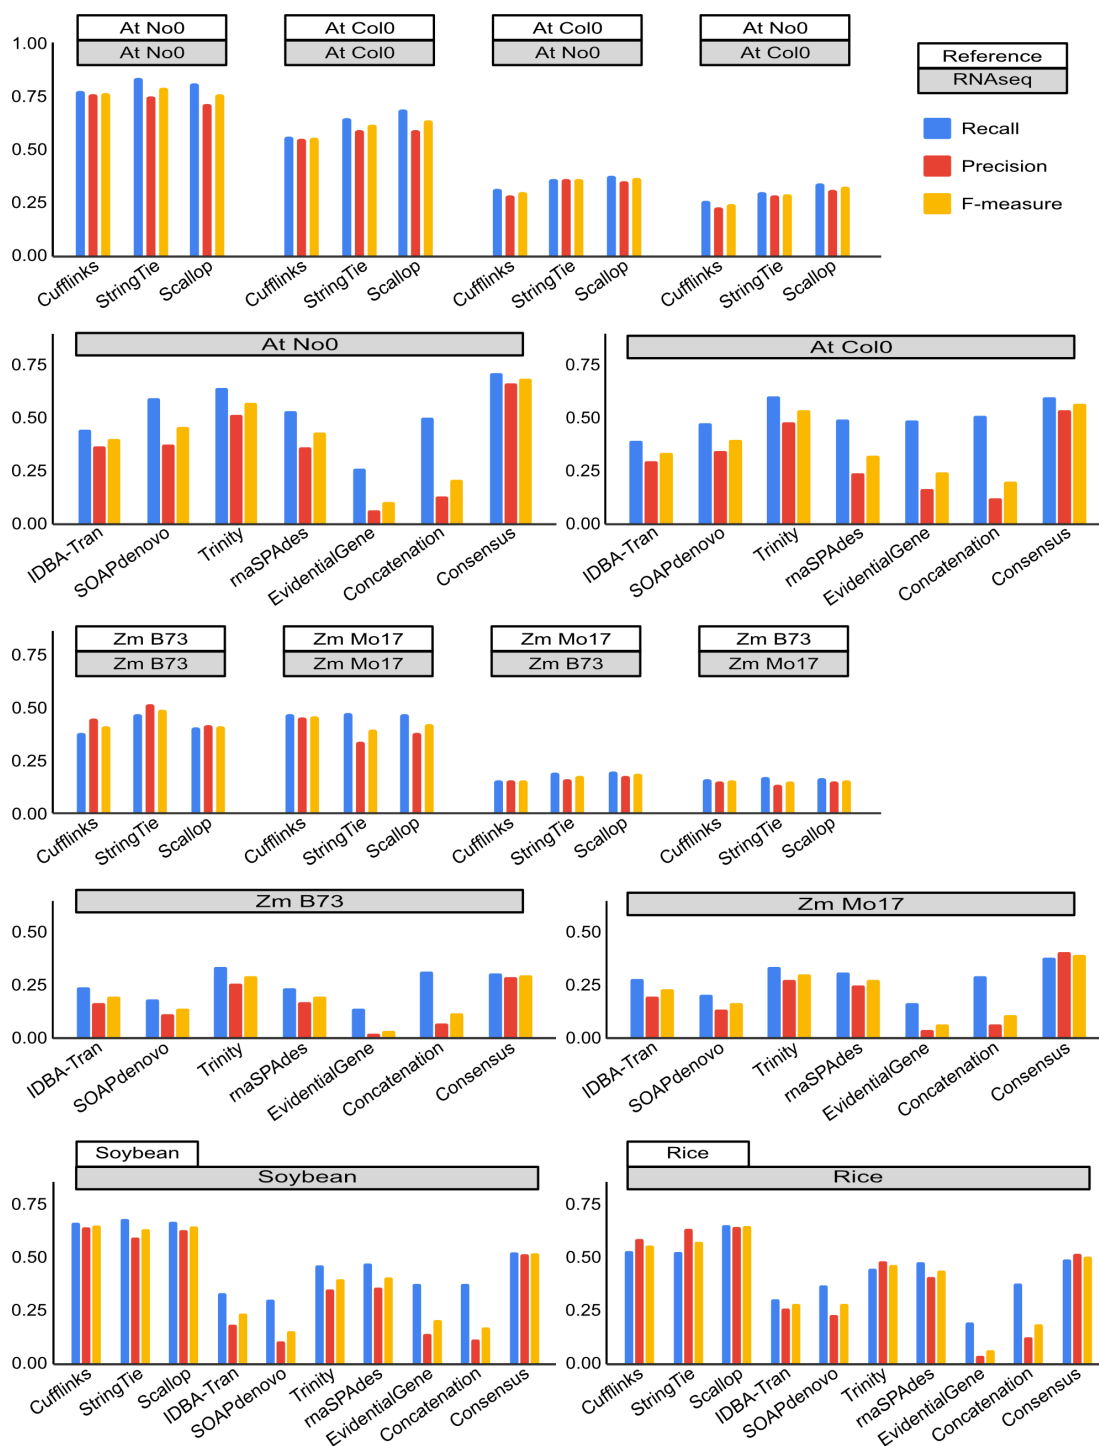 At No0 At Col0 At Col0 At No0
At No0 At Col0 At No0 At Col0
Reference
RNAseq
Recall
Precision
F-measure
1.00
0.75
0.50
0.25
0.00
Cufflinks StringTie Scallop Cufflinks StringTie Scallop Cufflinks StringTie Scallop Cufflinks StringTie Scallop
At No0
0.75
0.50
0.25
0.00
IDBA-Tran SOAPdenovo Trinity rnaSPAdes EvidentialGene Concatenation Consensus
At Col0
0.75
0.50
0.25
0.00
IDBA-Tran SOAPdenovo Trinity rnaSPAdes EvidentialGene Concatenation Consensus
Zm B73 Zm Mo17 Zm Mo17 Zm B73
Zm B73 Zm Mo17 Zm B73 Zm Mo17
0.75
0.50
0.25
0.00
Cufflinks StringTie Scallop Cufflinks StringTie Scallop Cufflinks StringTie Scallop Cufflinks StringTie Scallop
Zm B73
0.50
0.25
0.00
IDBA-Tran SOAPdenovo Trinity rnaSPAdes EvidentialGene Concatenation Consensus
Zm Mo17
0.50
0.25
0.00
IDBA-Tran SOAPdenovo Trinity rnaSPAdes EvidentialGene Concatenation Consensus
Soybean
Soybean
0.75
0.50
0.25
0.00
Cufflinks StringTie Scallop IDBA-Tran SOAPdenovo Trinity rnaSPAdes EvidentialGene Concatenation Consensus
Rice
Rice
0.75
0.50
0.25
0.00
Cufflinks StringTie Scallop IDBA-Tran SOAPdenovo Trinity rnaSPAdes EvidentialGene Concatenation Consensus